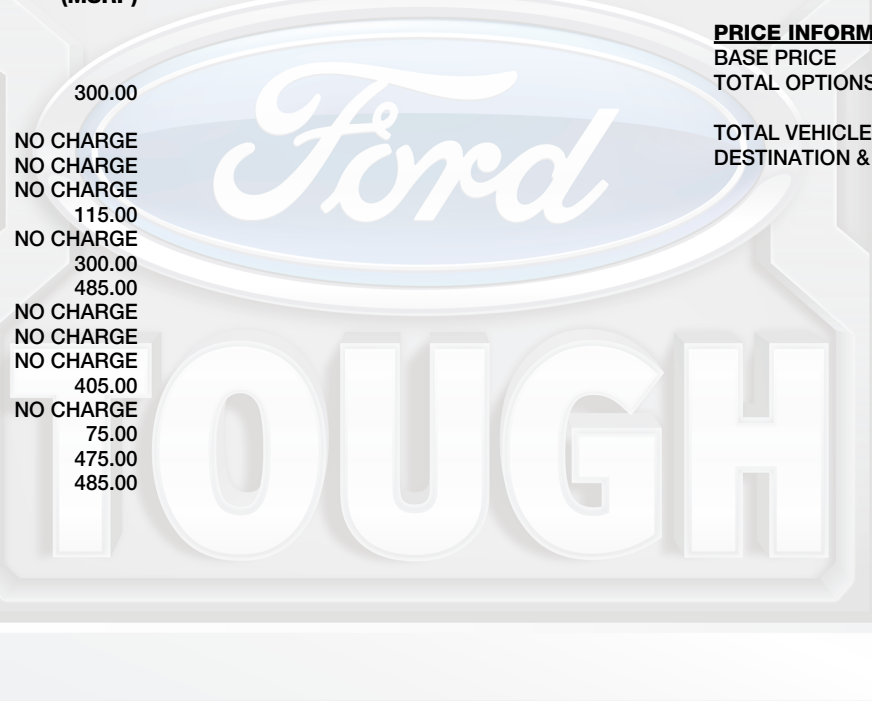 (MSRP)
300.00
NO CHARGE
NO CHARGE
NO CHARGE
115.00
NO CHARGE
300.00
485.00
NO CHARGE
NO CHARGE
NO CHARGE
405.00
NO CHARGE
75.00
475.00
485.00
PRICE INFORM
BASE PRICE
TOTAL OPTIONS
TOTAL VEHICLE
DESTINATION &
Ford
TOUGH